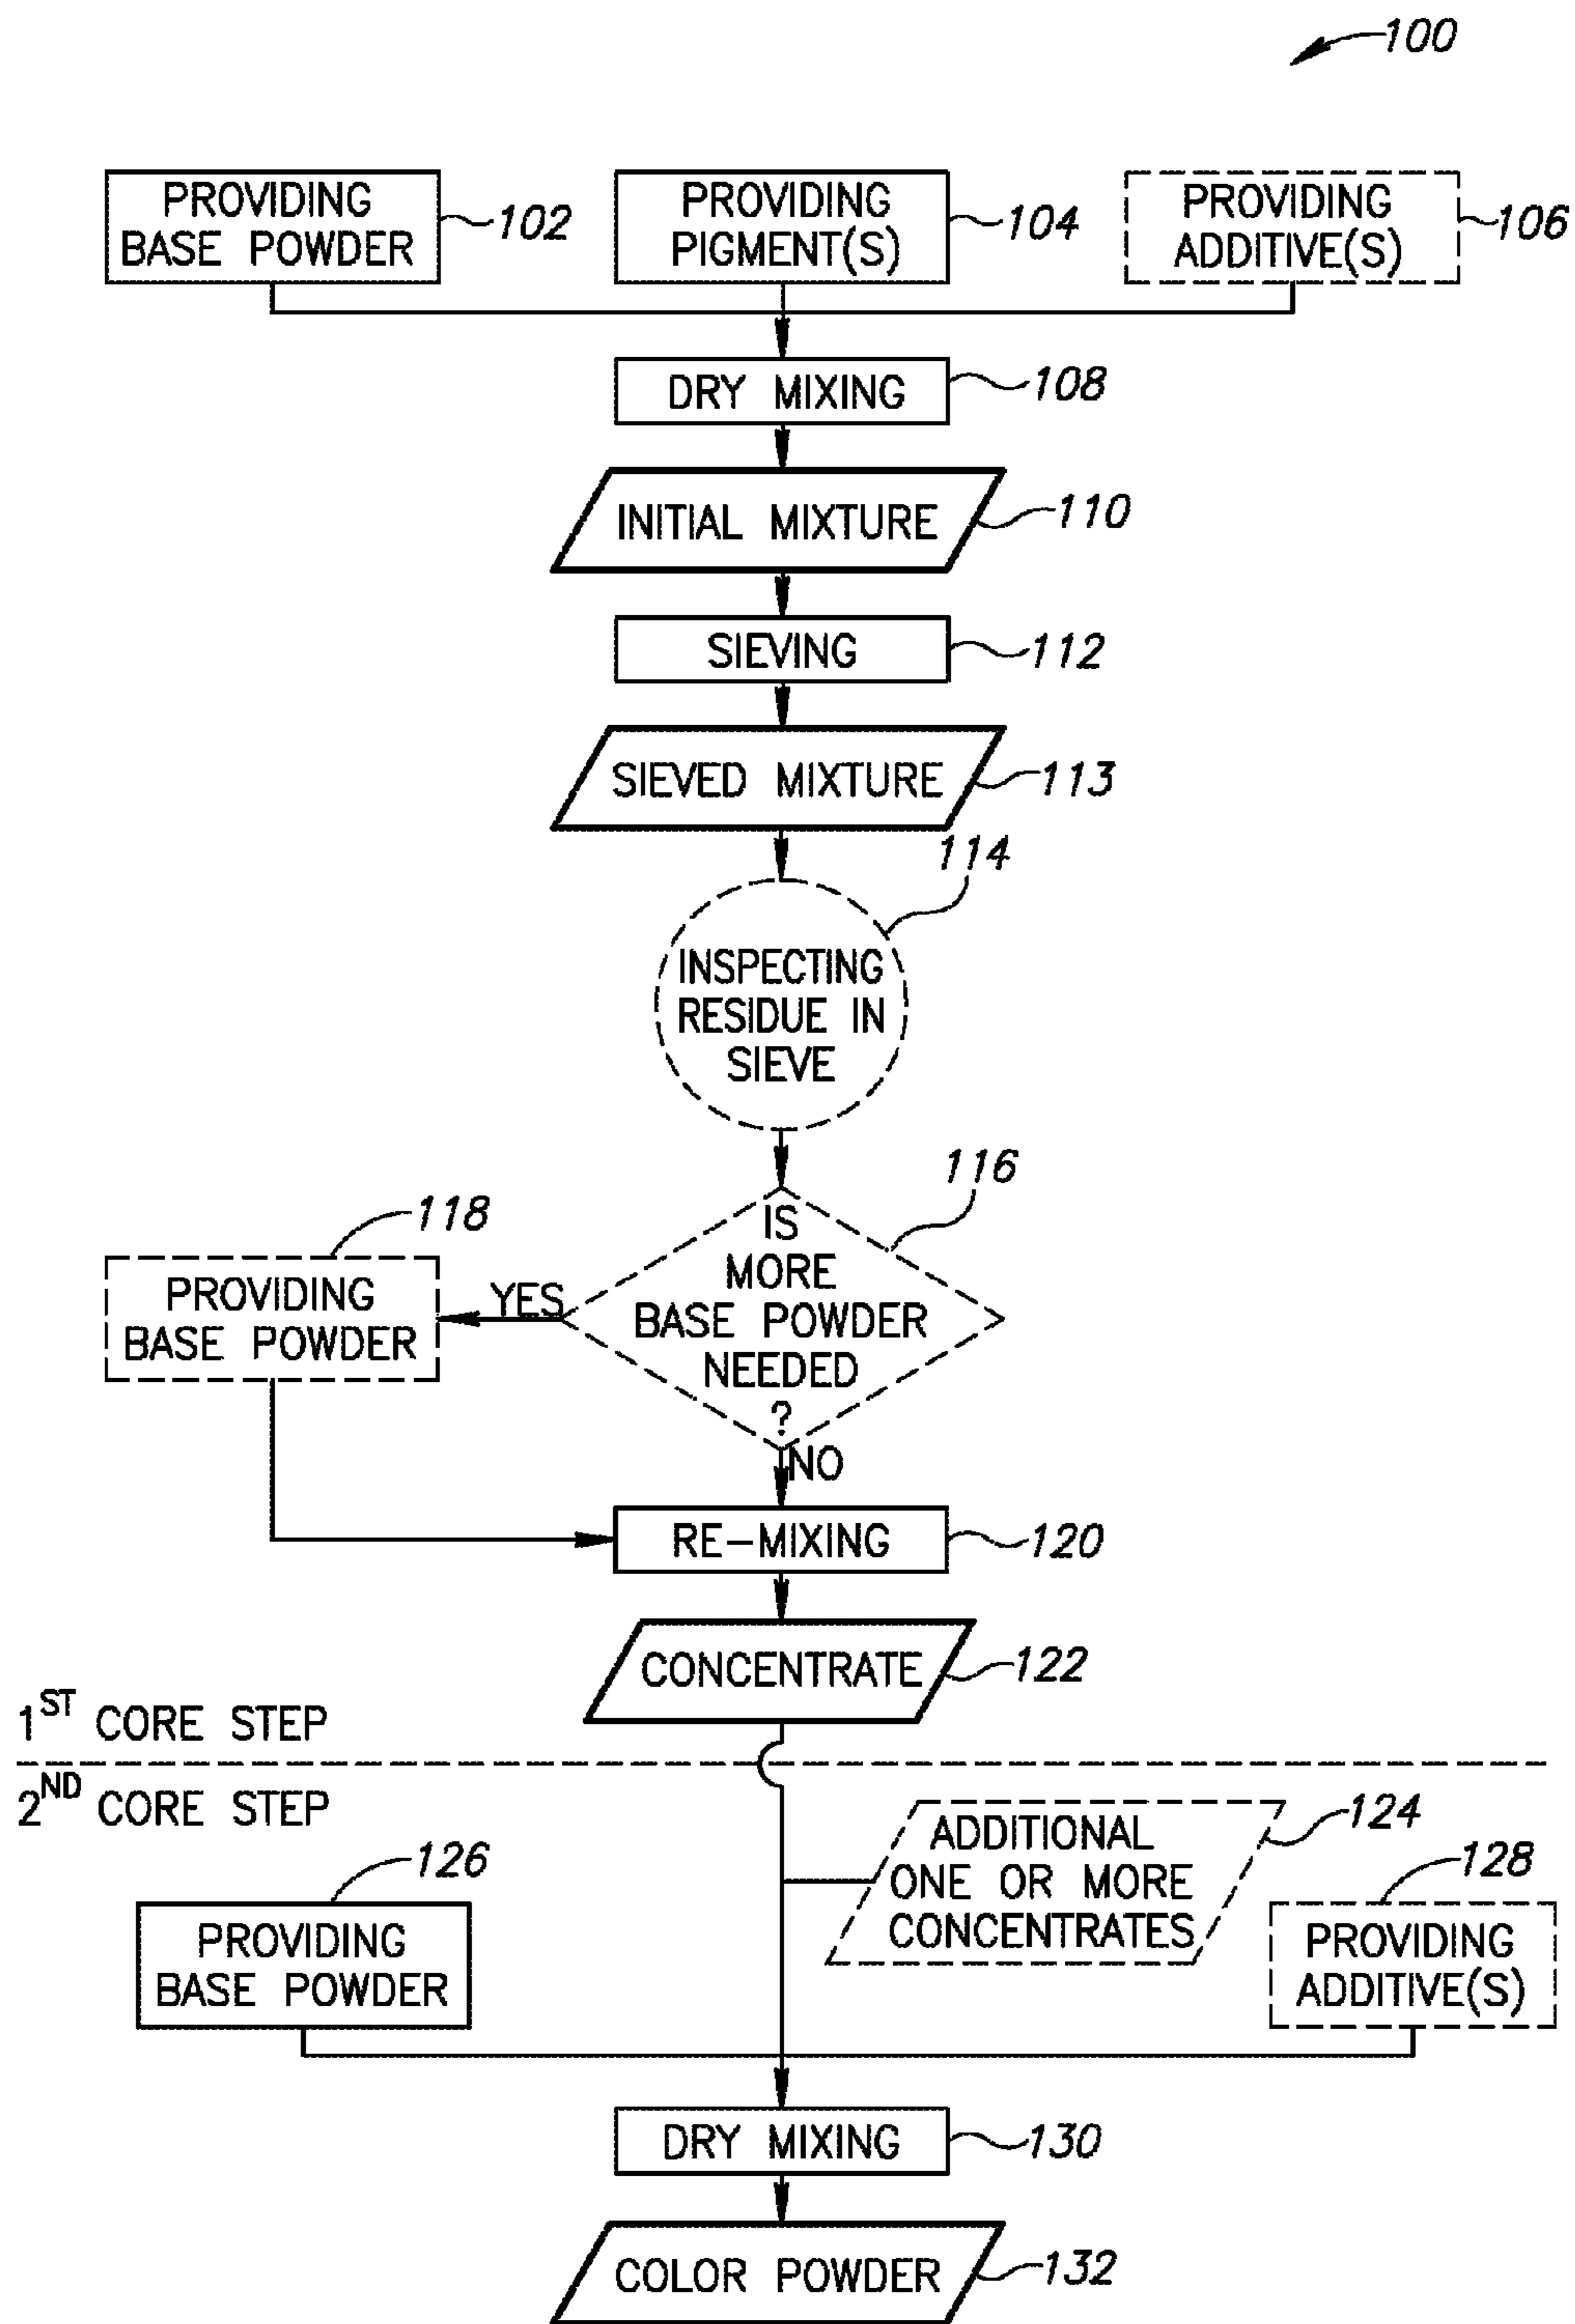 100
PROVIDING
BASE POWDER
102
PROVIDING
PIGMENT(S)
104
PROVIDING
ADDITIVE(S)
106
DRY MIXING
108
INITIAL MIXTURE
110
SIEVING
112
SIEVED MIXTURE
113
114
INSPECTING
RESIDUE IN
SIEVE
116
IS
MORE
BASE POWDER
NEEDED
?
YES
118
PROVIDING
BASE POWDER
NO
RE-MIXING
120
CONCENTRATE
122
1ST CORE STEP
2ND CORE STEP
124
ADDITIONAL
ONE OR MORE
CONCENTRATES
126
PROVIDING
BASE POWDER
128
PROVIDING
ADDITIVE(S)
DRY MIXING
130
COLOR POWDER
132